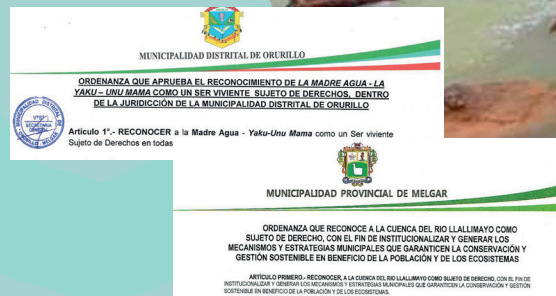 MUNICIPALIDAD DISTRITAL DE ORURILLO
ORDENANZA QUE APRUEBA EL RECONOCIMIENTO DE LA MADRE AGUA - LA
YAKU – UNU MAMA COMO UN SER VIVIENTE SUJETO DE DERECHOS, DENTRO
DE LA JURIDICCIÓN DE LA MUNICIPALIDAD DISTRITAL DE ORURILLO
SECRETARIA
GENERAL
Artículo 1°.- RECONOCER a la Madre Agua - Yaku-Unu Mama como un Ser viviente
Sujeto de Derechos en todas
MUNICIPALIDAD PROVINCIAL DE MELGAR
ORDENANZA QUE RECONOCE A LA CUENCA DEL RIO LLALLIMAYO COMO
SUJETO DE DERECHO, CON EL FIN DE INSTITUCIONALIZAR Y GENERAR LOS
MECANISMOS Y ESTRATEGIAS MUNICIPALES QUE GARANTICEN LA CONSERVACIÓN Y
GESTIÓN SOSTENIBLE EN BENEFICIO DE LA POBLACIÓN Y DE LOS ECOSISTEMAS
ARTÍCULO PRIMERO.- RECONOCER, A LA CUENCA DEL RIO LLALLIMAYO COMO SUJETO DE DERECHO, CON EL FIN DE
INSTITUCIONALIZAR Y GENERAR LOS MECANISMOS Y ESTRATEGIAS MUNICIPALES QUE GARANTICEN LA CONSERVACIÓN Y GESTIÓN
SOSTENIBLE EN BENEFICIO DE LA POBLACIÓN Y DE LOS ECOSISTEMAS.